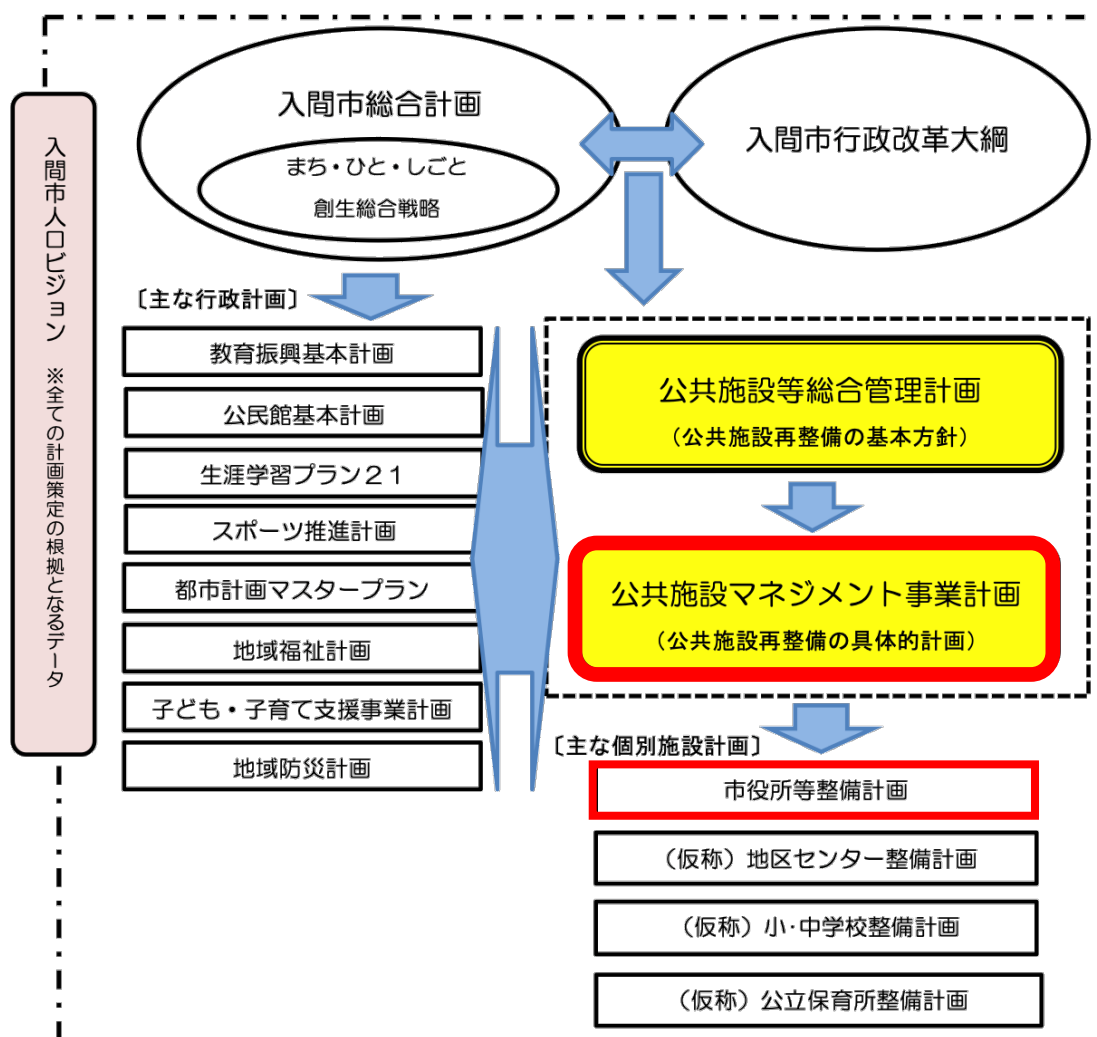 入間市総合計画
まち・ひと・しごと
創生総合戦略
入間市行政改革大綱
入間市人口ビジョン ※全ての計画策定の根拠となるデータ
〔主な行政計画〕
教育振興基本計画
公民館基本計画
生涯学習プラン２１
スポーツ推進計画
都市計画マスタープラン
地域福祉計画
子ども・子育て支援事業計画
地域防災計画
公共施設等総合管理計画
（公共施設再整備の基本方針）
公共施設マネジメント事業計画
（公共施設再整備の具体的計画）
〔主な個別施設計画〕
市役所等整備計画
（仮称）地区センター整備計画
（仮称）小・中学校整備計画
（仮称）公立保育所整備計画